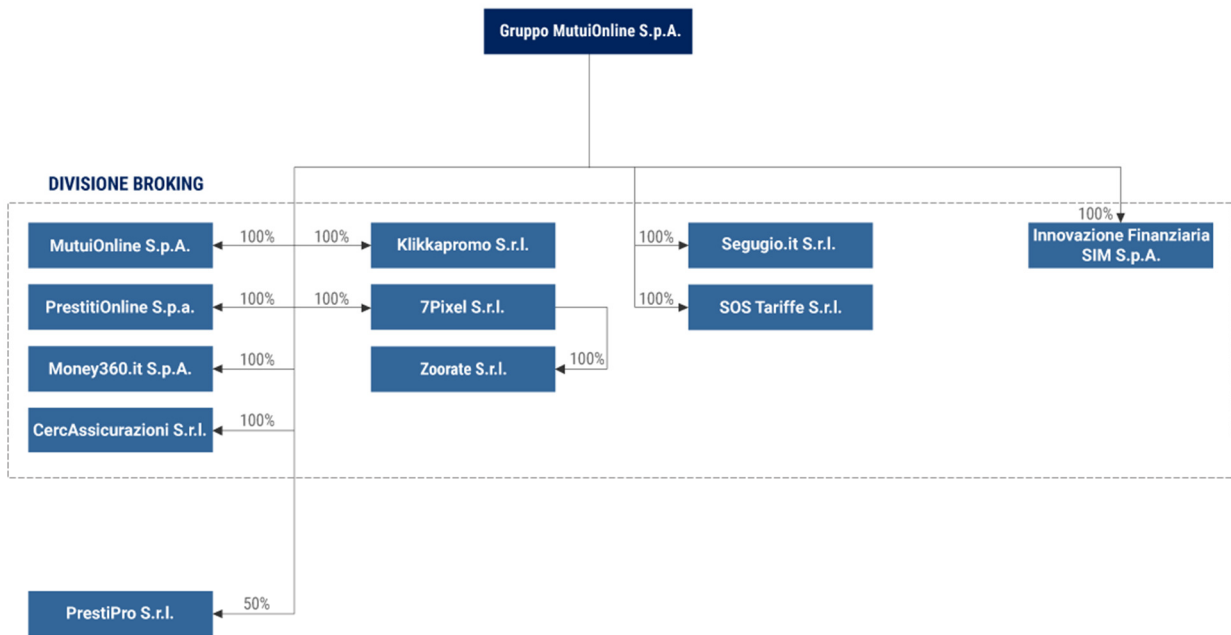 Gruppo MutuiOnline S.p.A.
DIVISIONE BROKING
MutuiOnline S.p.A.
100%
100%
Klikkapromo S.r.l.
100%
Segugio.it S.r.l.
100%
Innovazione Finanziaria
SIM S.p.A.
PrestitiOnline S.p.a.
100%
100%
7Pixel S.r.l.
100%
SOS Tariffe S.r.l.
Money360.it S.p.A.
100%
Zoorate S.r.l.
100%
CercAssicurazioni S.r.l.
100%
PrestiPro S.r.l.
50%